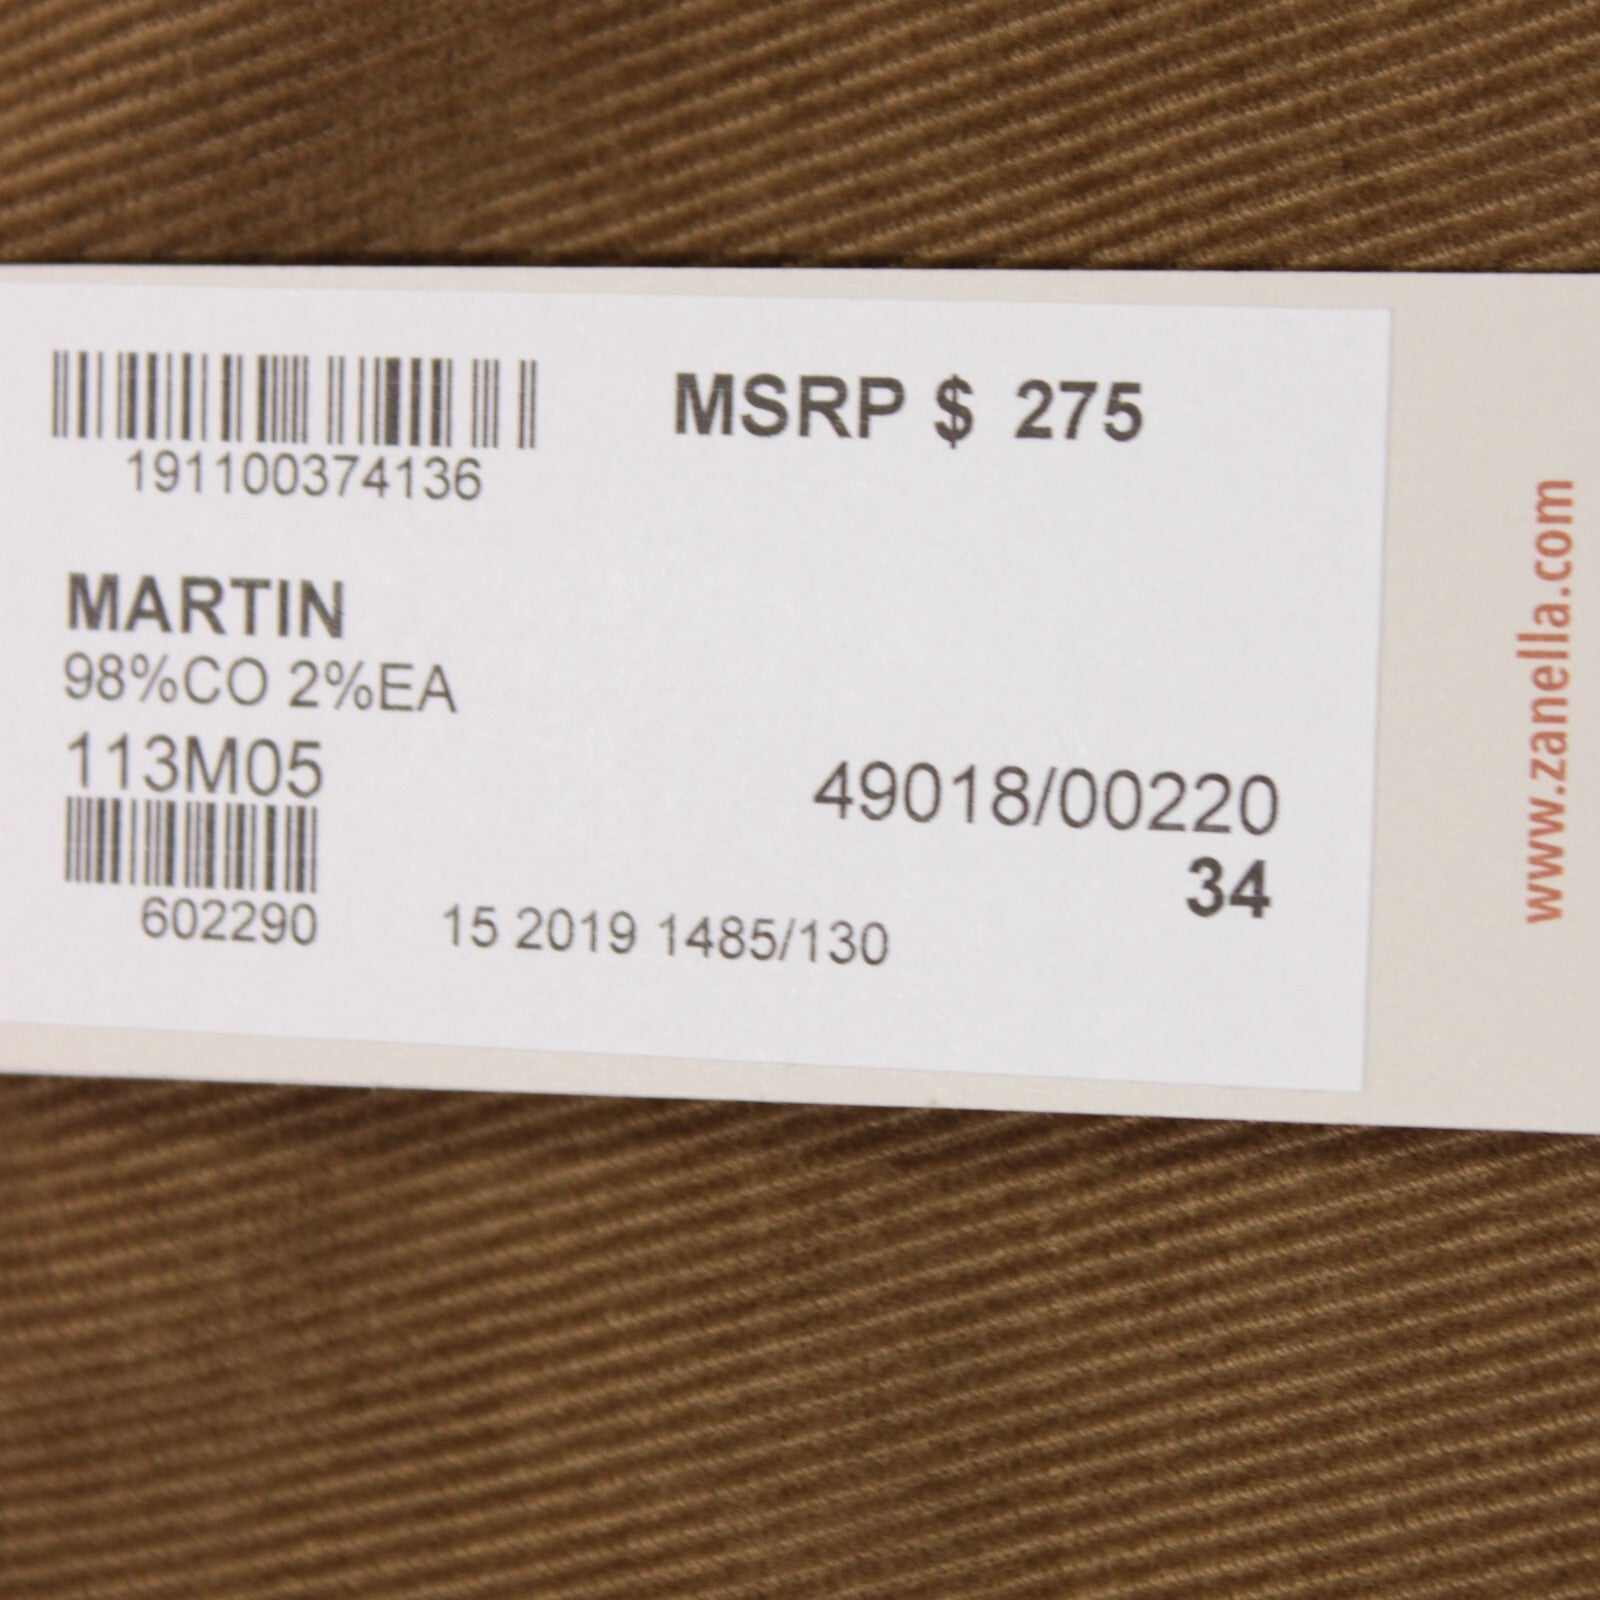 MSRP $ 275
191100374136
MARTIN
98%CO 2%EA
113M05
49018/00220
34
602290
15 2019 1485/130
www.zanella.com